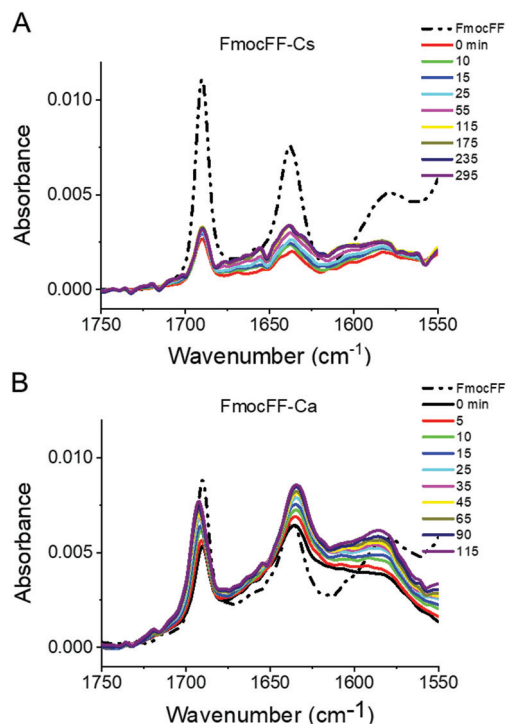 A
FmocFF-Cs
FmocFF
0 min
10
15
25
55
115
175
235
295
0.010
0.005
0.000
Absorbance
1750 1700 1650 1600 1550
Wavenumber (cm⁻¹)
B
FmocFF-Ca
FmocFF
0 min
5
10
15
25
35
45
65
90
115
0.010
0.005
0.000
Absorbance
1750 1700 1650 1600 1550
Wavenumber (cm⁻¹)